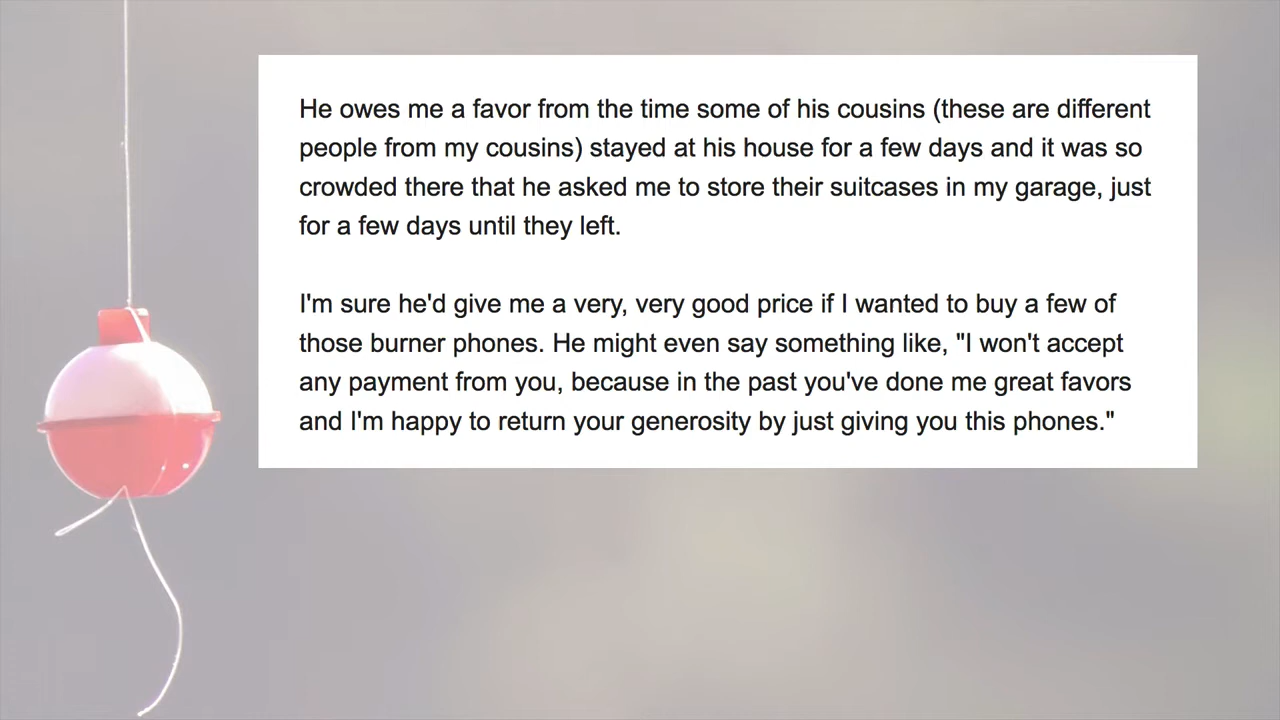 He owes me a favor from the time some of his cousins (these are different
people from my cousins) stayed at his house for a few days and it was so
crowded there that he asked me to store their suitcases in my garage, just
for a few days until they left.
I'm sure he'd give me a very, very good price if I wanted to buy a few of
those burner phones. He might even say something like, "I won't accept
any payment from you, because in the past you've done me great favors
and I'm happy to return your generosity by just giving you this phones."